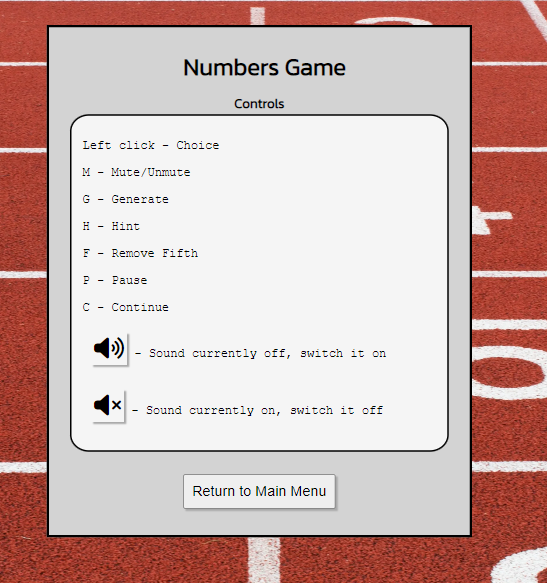 Numbers Game
Controls
Left click - Choice
M - Mute/Unmute
G - Generate
H - Hint
F - Remove Fifth
P - Pause
C - Continue
- Sound currently off, switch it on
- Sound currently on, switch it off
Return to Main Menu